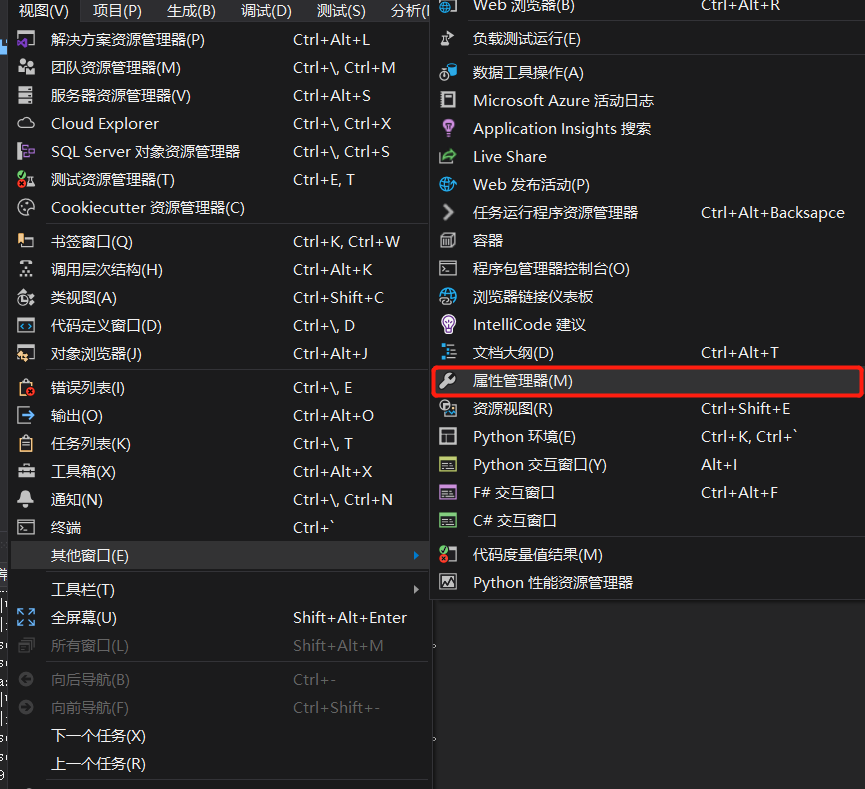 视图(V) 项目(P) 生成(B) 调试(D) 测试(S) 分析(
解决方案资源管理器(P) Ctrl+Alt+L
团队资源管理器(M) Ctrl+\, Ctrl+M
服务器资源管理器(V) Ctrl+Alt+S
Cloud Explorer Ctrl+\, Ctrl+X
SQL Server 对象资源管理器 Ctrl+\, Ctrl+S
测试资源管理器(T) Ctrl+E, T
Cookiecutter 资源管理器(C)
书签窗口(Q) Ctrl+K, Ctrl+W
调用层次结构(H) Ctrl+Alt+K
类视图(A) Ctrl+Shift+C
代码定义窗口(D) Ctrl+\, D
对象浏览器(J) Ctrl+Alt+J
错误列表(I) Ctrl+\, E
输出(O) Ctrl+Alt+O
任务列表(K) Ctrl+\, T
工具箱(X) Ctrl+Alt+X
通知(N) Ctrl+\, Ctrl+N
终端 Ctrl+`
其他窗口(E)
工具栏(T)
全屏幕(U) Shift+Alt+Enter
所有窗口(L) Shift+Alt+M
向后导航(B) Ctrl+-
向前导航(F) Ctrl+Shift+-
下一个任务(X)
上一个任务(R)
Web 浏览器(B) Ctrl+Alt+R
负载测试运行(E)
数据工具操作(A)
Microsoft Azure 活动日志
Application Insights 搜索
Live Share
Web 发布活动(P)
任务运行程序资源管理器 Ctrl+Alt+Backsapce
容器
程序包管理器控制台(O)
浏览器链接仪表板
IntelliCode 建议
文档大纲(D) Ctrl+Alt+T
属性管理器(M)
资源视图(R) Ctrl+Shift+E
Python 环境(E) Ctrl+K, Ctrl+`
Python 交互窗口(Y) Alt+I
F# 交互窗口 Ctrl+Alt+F
C# 交互窗口
代码度量值结果(M)
Python 性能资源管理器